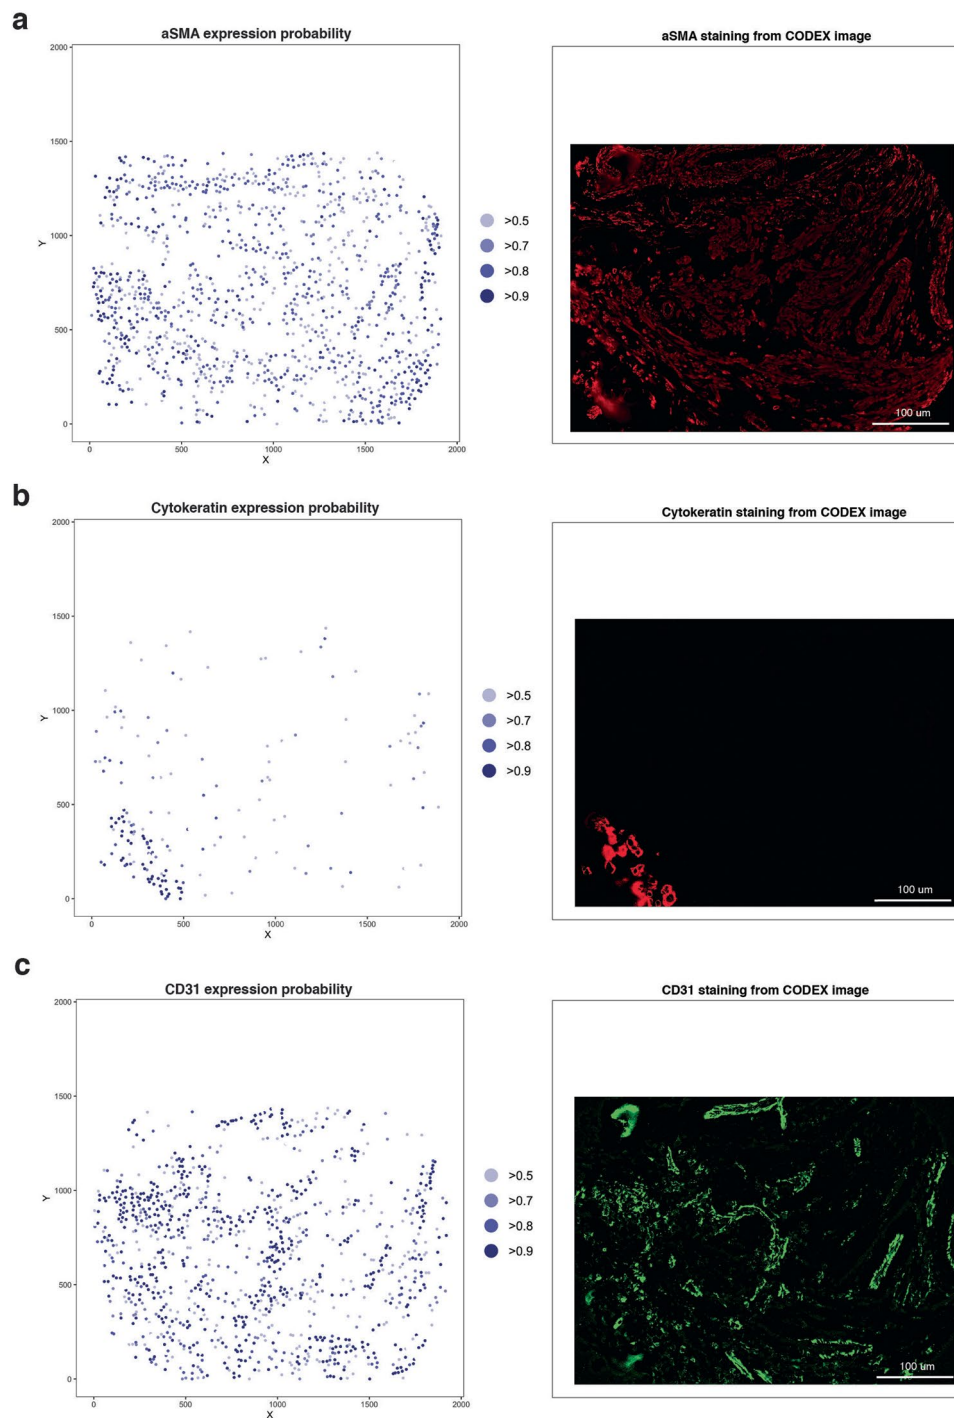 a
aSMA expression probability
aSMA staining from CODEX image
2000
1500
1000
500
0
Y
0 500 1000 1500 2000
X
>0.5
>0.7
>0.8
>0.9
100 um
b
Cytokeratin expression probability
Cytokeratin staining from CODEX image
2000
1500
1000
500
0
Y
0 500 1000 1500 2000
X
>0.5
>0.7
>0.8
>0.9
100 um
c
CD31 expression probability
CD31 staining from CODEX image
2000
1500
1000
500
0
Y
0 500 1000 1500 2000
X
>0.5
>0.7
>0.8
>0.9
100 um